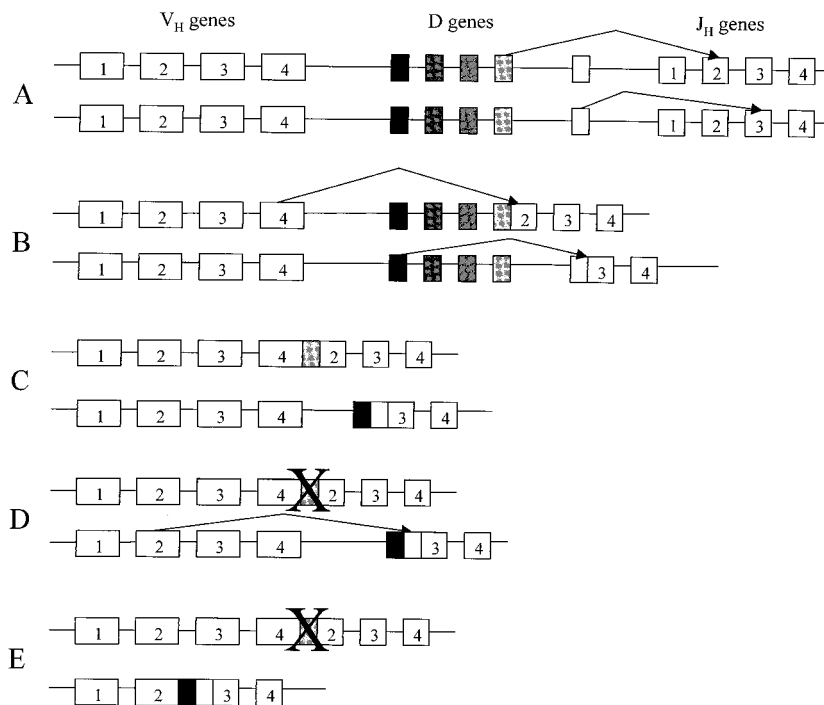 V_H genes D genes J_H genes
1 2 3 4 1 2 3 4
A
1 2 3 4 1 2 3 4
1 2 3 4 2 3 4
B
1 2 3 4 3 4
1 2 3 4 2 3 4
C
1 2 3 4 3 4
1 2 3 4 X 2 3 4
D
1 2 3 4 3 4
1 2 3 4 X 2 3 4
E
1 2 3 4